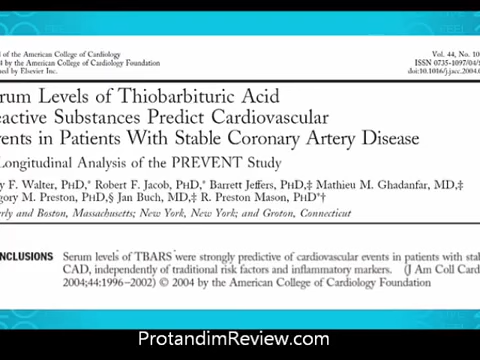 l of the American College of Cardiology
Vol. 44, No. 10
4 by the American College of Cardiology Foundation
ISSN 0735-1097/04/$
ed by Elsevier Inc.
doi:10.1016/j.jacc.2004.0
rum Levels of Thiobarbituric Acid
eactive Substances Predict Cardiovascular
vents in Patients With Stable Coronary Artery Disease
Longitudinal Analysis of the PREVENT Study
y F. Walter, PHD,* Robert F. Jacob, PHD,* Barrett Jeffers, PHD,‡ Mathieu M. Ghadanfar, MD,‡
gory M. Preston, PHD,§ Jan Buch, MD,‡ R. Preston Mason, PHD*†
erly and Boston, Massachusetts; New York, New York; and Groton, Connecticut
NCLUSIONS Serum levels of TBARS were strongly predictive of cardiovascular events in patients with stab
CAD, independently of traditional risk factors and inflammatory markers. (J Am Coll Card
2004;44:1996–2002) © 2004 by the American College of Cardiology Foundation
ProtandimReview.com